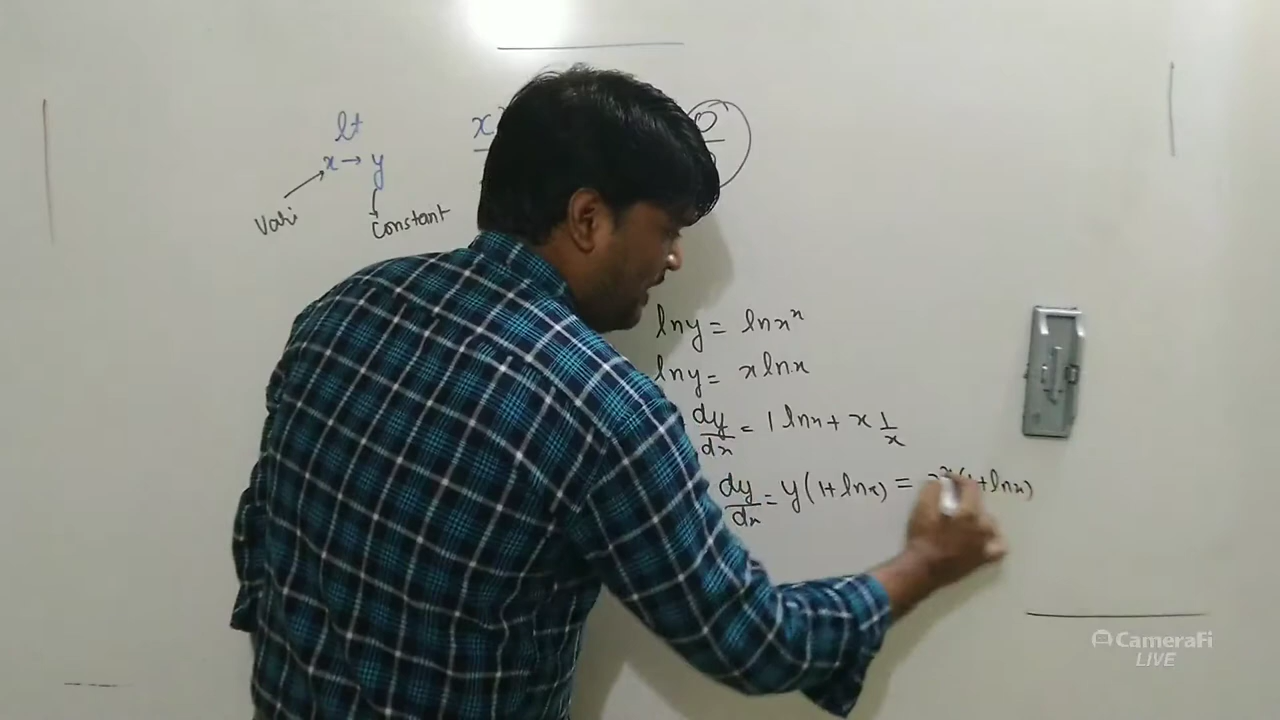 lt
x → y
Vari
Constant
x
0
lny = lnx^x
lny = x lnx
dy/dx = 1 lnx + x 1/x
dy/dx = y(1+lnx) = x^x(1+lnx)
CameraFi
LIVE